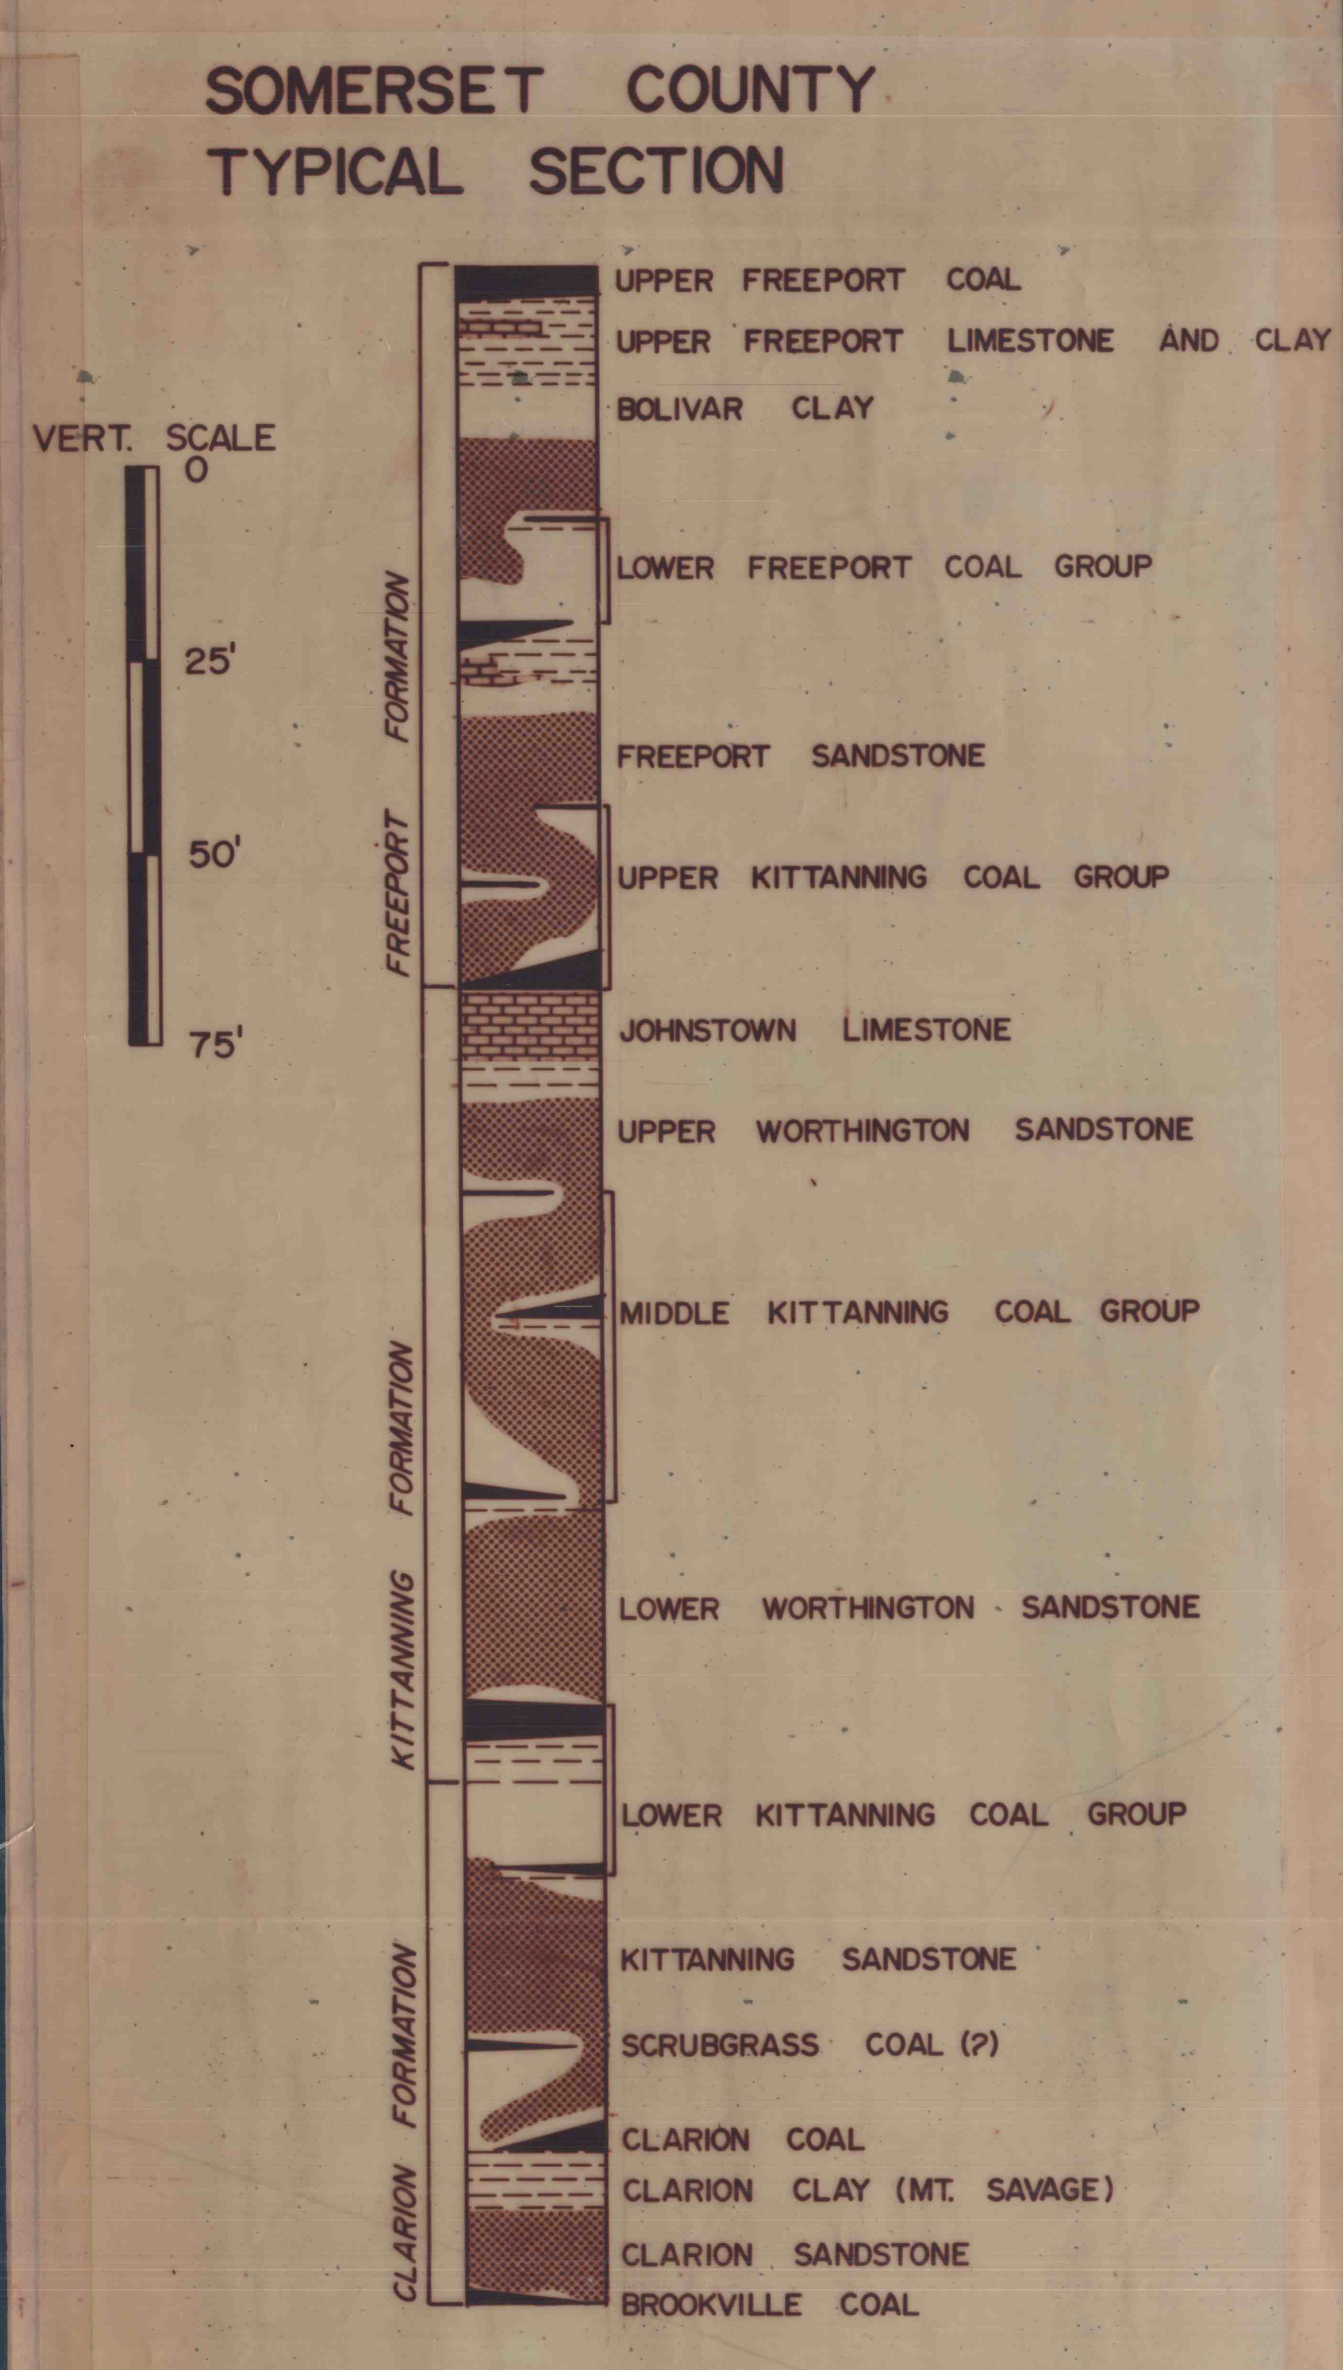 SOMERSET COUNTY
TYPICAL SECTION
UPPER FREEPORT COAL
UPPER FREEPORT LIMESTONE AND CLAY
BOLIVAR CLAY
VERT. SCALE
0
25'
50'
75'
LOWER FREEPORT COAL GROUP
FREEPORT SANDSTONE
UPPER KITTANNING COAL GROUP
FREEPORT FORMATION
JOHNSTOWN LIMESTONE
UPPER WORTHINGTON SANDSTONE
MIDDLE KITTANNING COAL GROUP
LOWER WORTHINGTON SANDSTONE
KITTANNING FORMATION
LOWER KITTANNING COAL GROUP
KITTANNING SANDSTONE
SCRUBGRASS COAL (?)
CLARION COAL
CLARION CLAY (MT. SAVAGE)
CLARION SANDSTONE
BROOKVILLE COAL
CLARION FORMATION